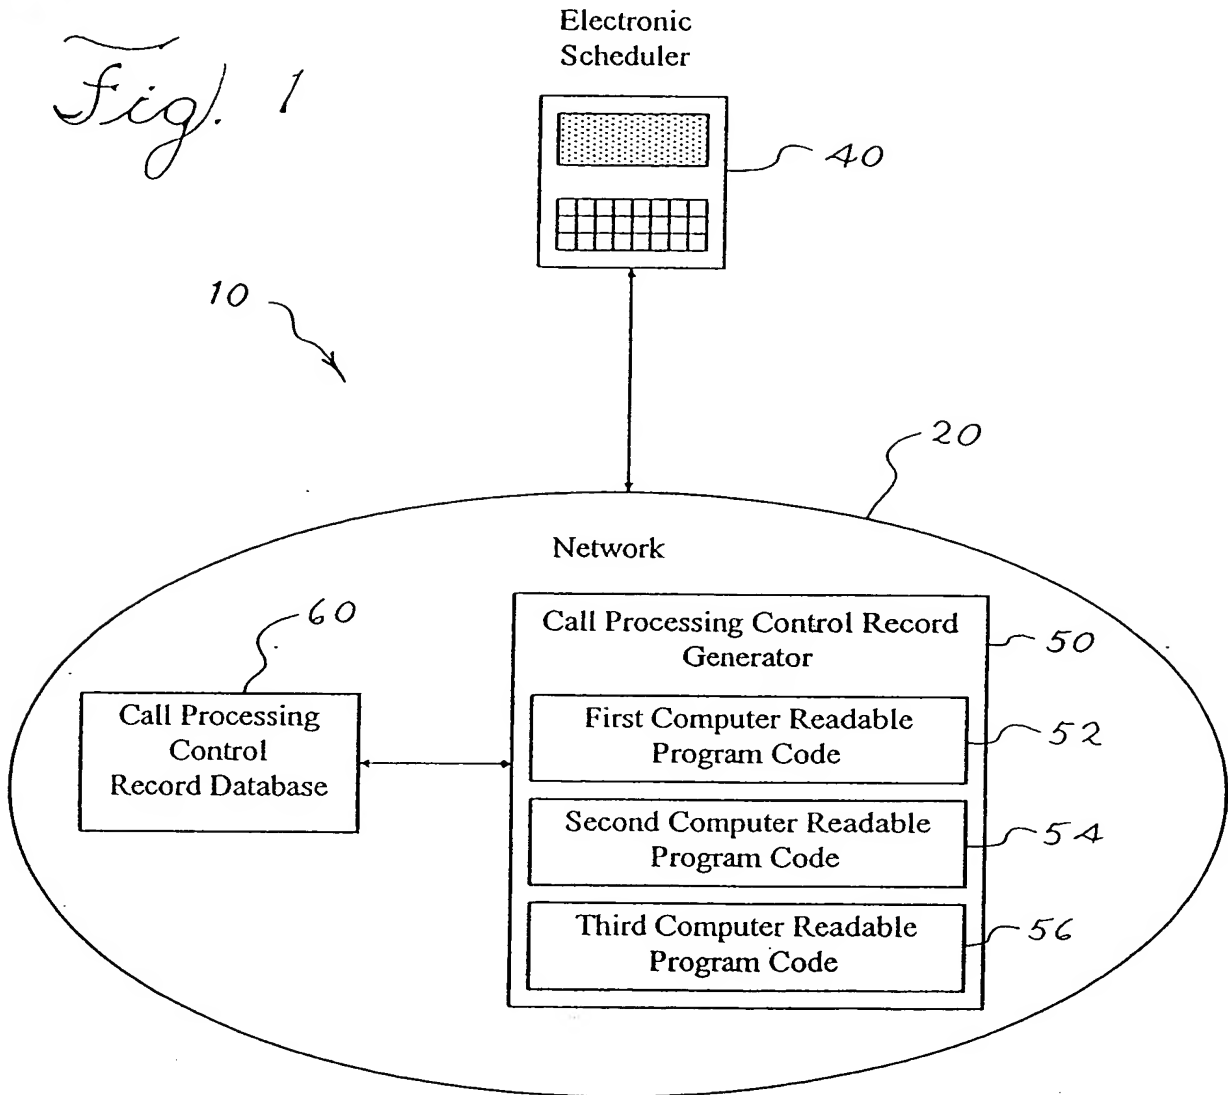 Fig. 1
Electronic
Scheduler
40
10
20
Network
60
Call Processing Control Record
Generator
50
Call Processing
Control
Record Database
First Computer Readable
Program Code
52
Second Computer Readable
Program Code
54
Third Computer Readable
Program Code
56